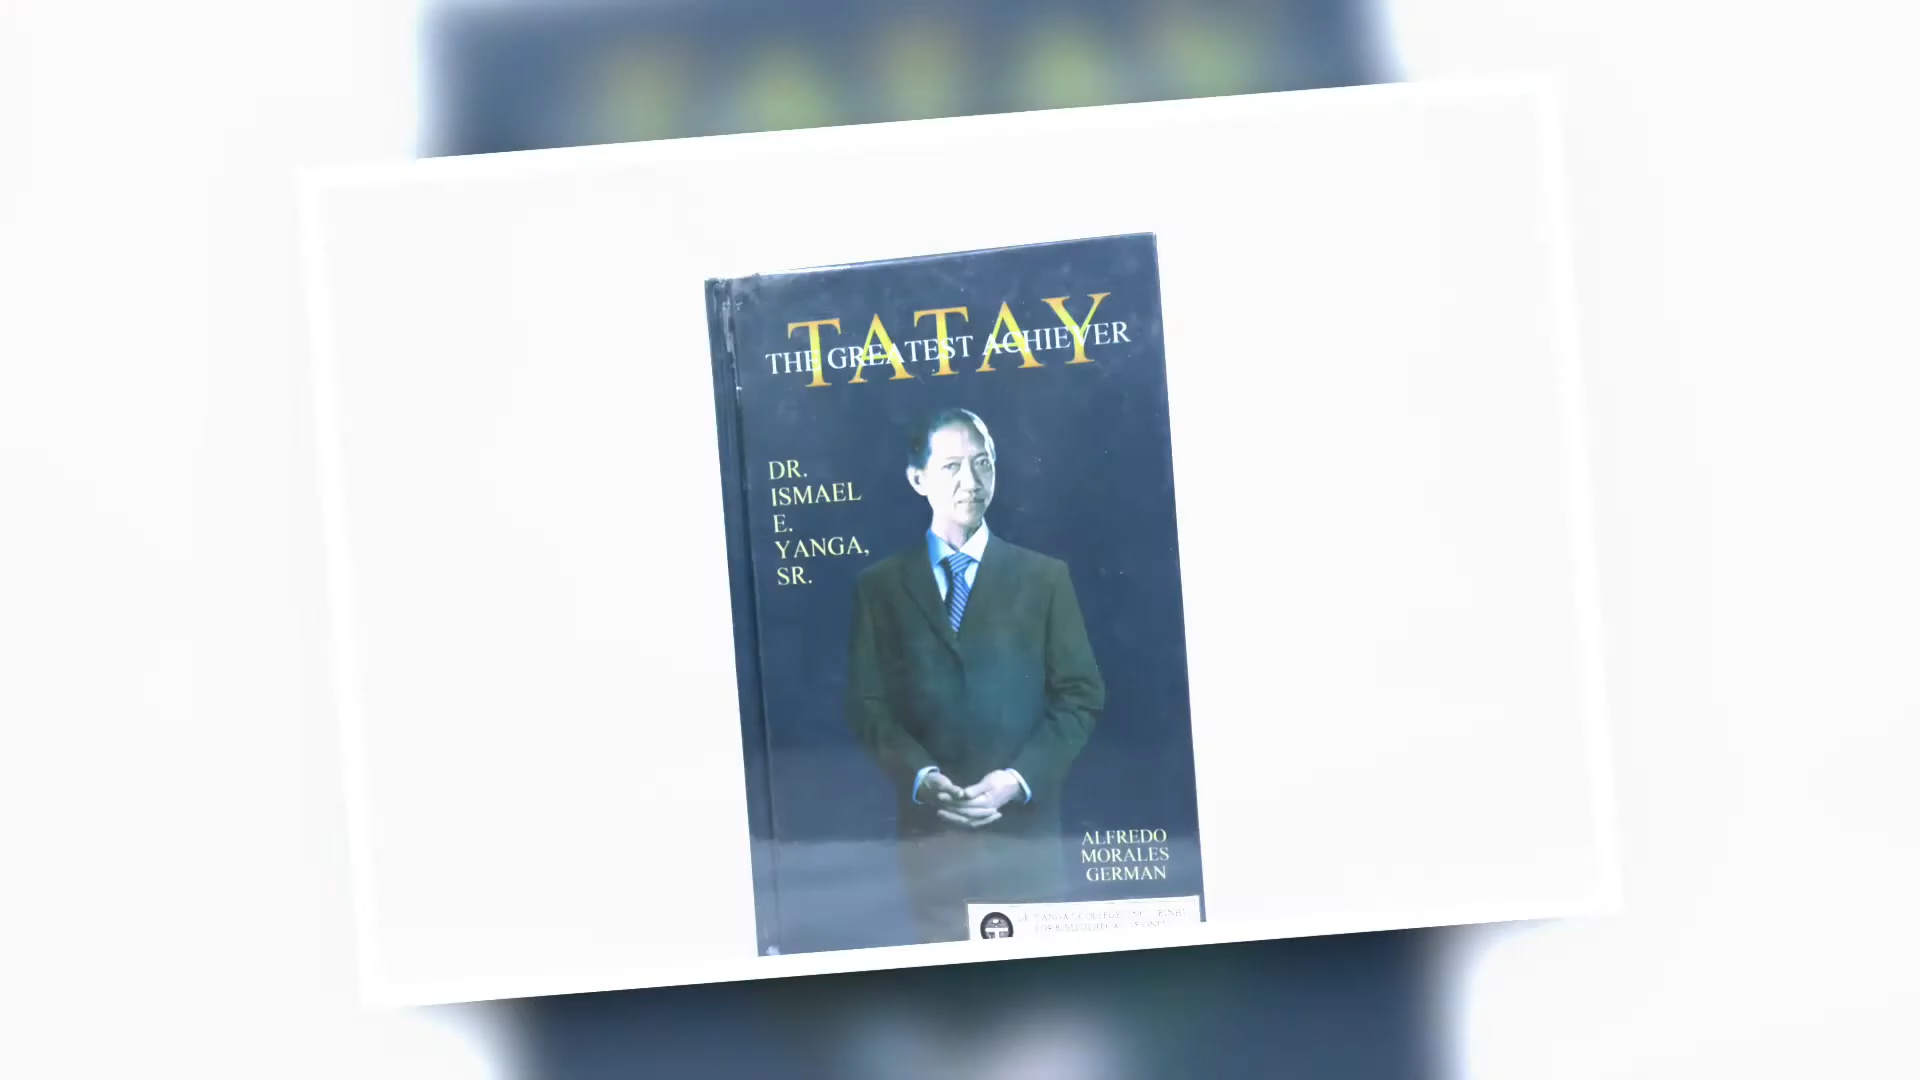 TATAY
THE GREATEST ACHIEVER
DR.
ISMAEL
E.
YANGA,
SR.
ALFREDO
MORALES
GERMAN